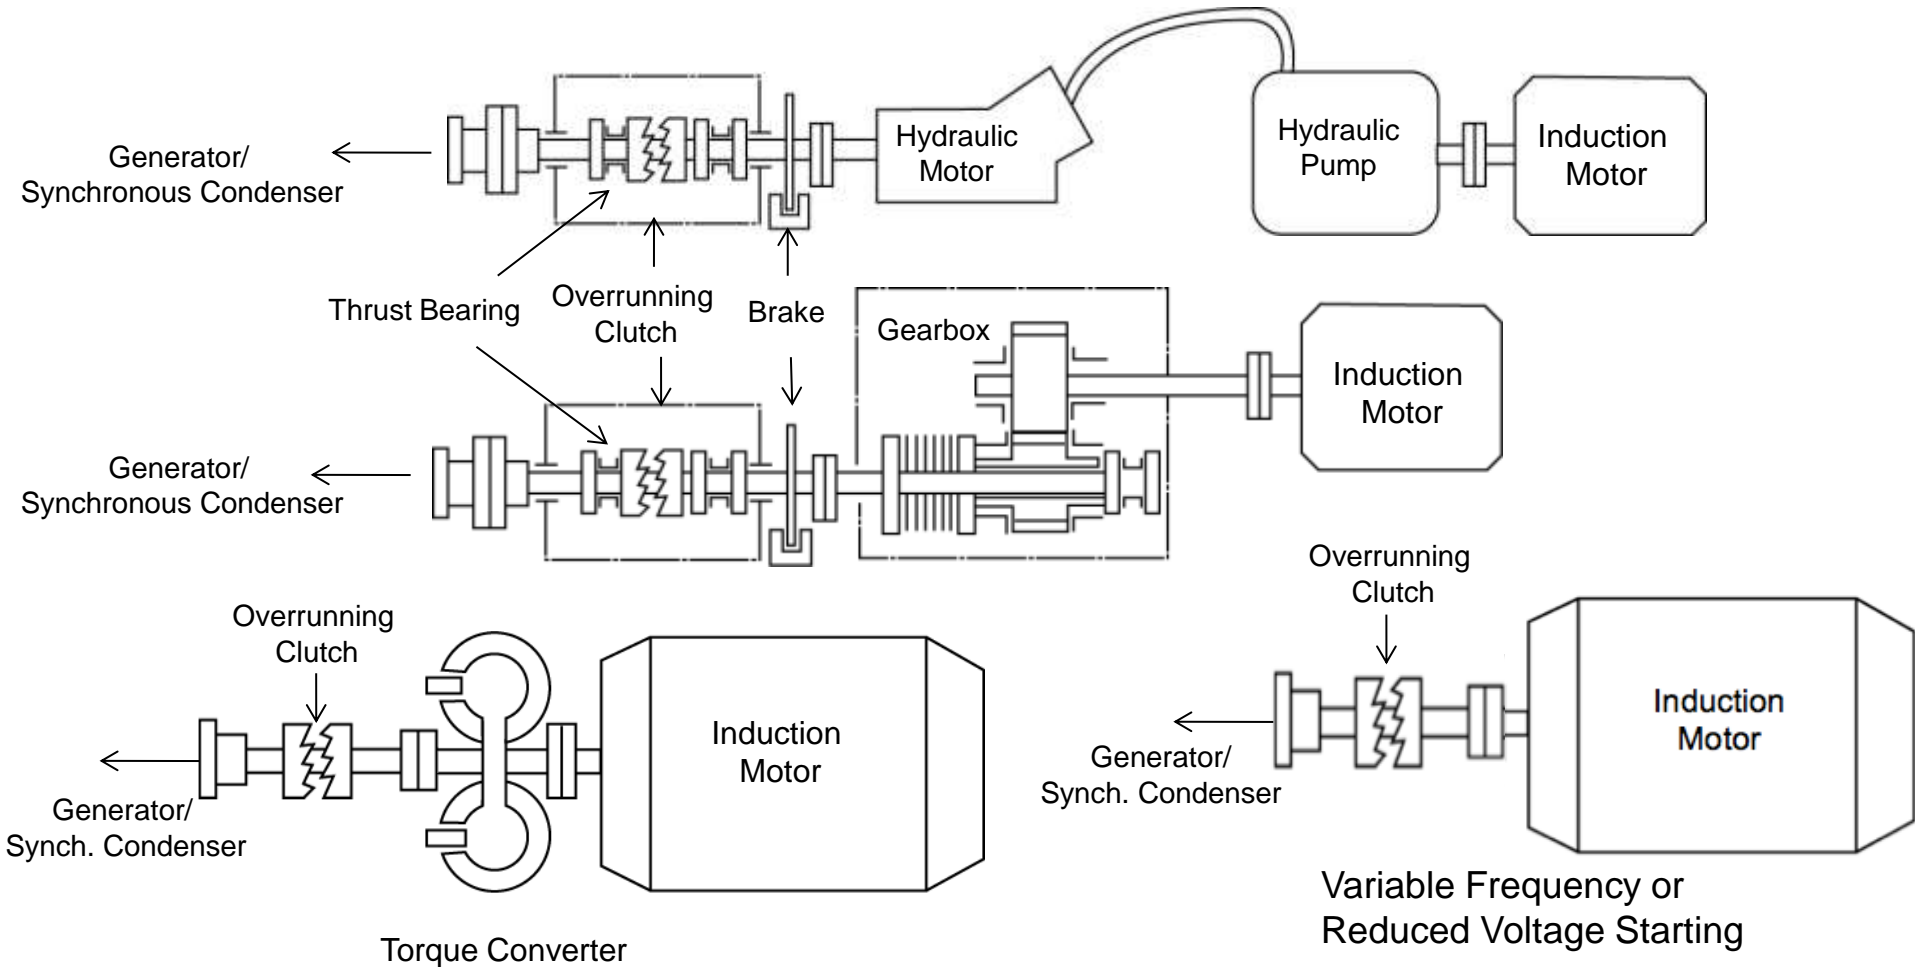 Generator/
Synchronous Condenser
Hydraulic
Motor
Hydraulic
Pump
Induction
Motor
Thrust Bearing
Overrunning
Clutch
Brake
Gearbox
Induction
Motor
Generator/
Synchronous Condenser
Overrunning
Clutch
Induction
Motor
Generator/
Synch. Condenser
Torque Converter
Overrunning
Clutch
Induction
Motor
Generator/
Synch. Condenser
Variable Frequency or
Reduced Voltage Starting